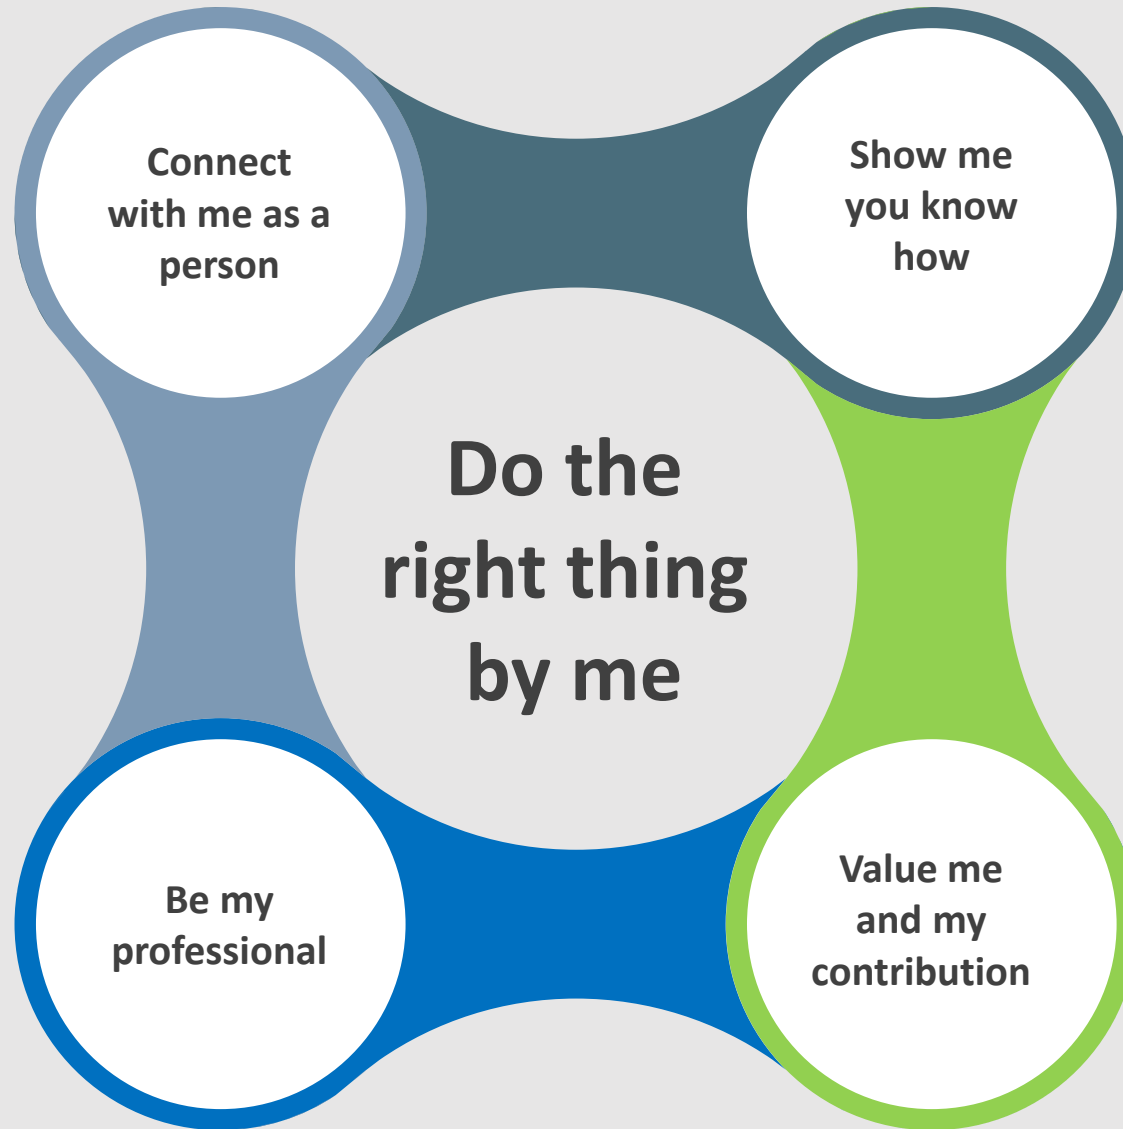 Connect
with me as a
person
Show me
you know
how
Do the
right thing
by me
Be my
professional
Value me
and my
contribution